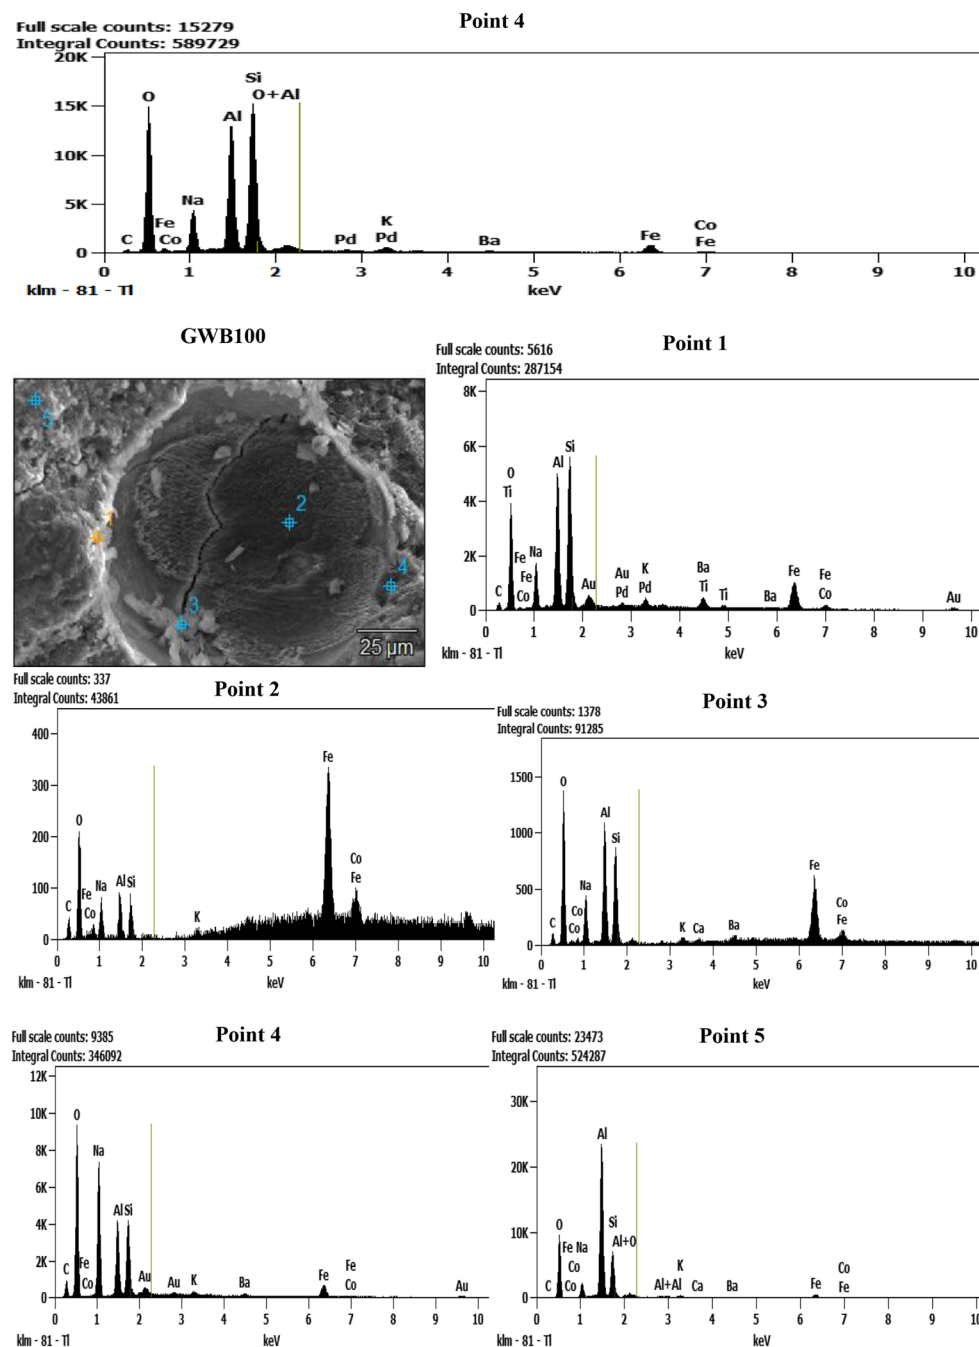 Point 4
Full scale counts: 15279
Integral Counts: 589729
20K
15K
10K
5K
0
C
O
Fe
Co
Na
Al
Si
O+Al
Pd
K
Pd
Ba
Fe
Co
Fe
0 1 2 3 4 5 6 7 8 9 10
klm - 81 - Tl
keV
GWB100
1
2
3
4
5
25 µm
Point 1
Full scale counts: 5616
Integral Counts: 287154
8K
6K
4K
2K
0
C
O
Ti
Fe
Fe
Co
Na
Al
Si
Au
Au
Pd
K
Pd
Ba
Ti
Ti
Ba
Fe
Fe
Co
Au
0 1 2 3 4 5 6 7 8 9 10
klm - 81 - Tl
keV
Point 2
Full scale counts: 337
Integral Counts: 43861
400
300
200
100
0
C
O
Fe
Co
Na
Al
Si
K
Fe
Co
Fe
0 1 2 3 4 5 6 7 8 9 10
klm - 81 - Tl
keV
Point 3
Full scale counts: 1378
Integral Counts: 91285
1500
1000
500
0
C
O
Co
Co
Na
Al
Si
K
Ca
Ba
Fe
Co
Fe
0 1 2 3 4 5 6 7 8 9 10
klm - 81 - Tl
keV
Point 4
Full scale counts: 9385
Integral Counts: 346092
12K
10K
8K
6K
4K
2K
0
C
O
Fe
Co
Na
Al
Si
Au
Au
K
Ba
Fe
Fe
Co
Au
0 1 2 3 4 5 6 7 8 9 10
klm - 81 - Tl
keV
Point 5
Full scale counts: 23473
Integral Counts: 524287
30K
20K
10K
0
C
O
Fe
Co
Co
Na
Al
Si
Al+O
Al+Al
K
Ca
Ba
Fe
Co
Fe
0 1 2 3 4 5 6 7 8 9 10
klm - 81 - Tl
keV